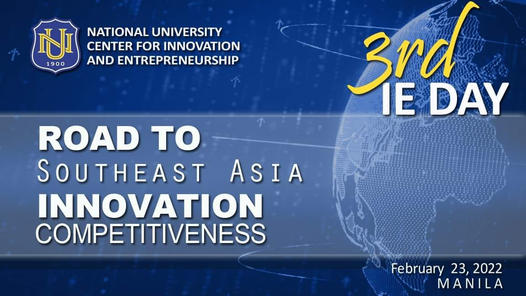 NU
1900
NATIONAL UNIVERSITY
CENTER FOR INNOVATION
AND ENTREPRENEURSHIP
3rd
IE DAY
ROAD TO
SOUTHEAST ASIA
INNOVATION
COMPETITIVENESS
February 23, 2022
MANILA